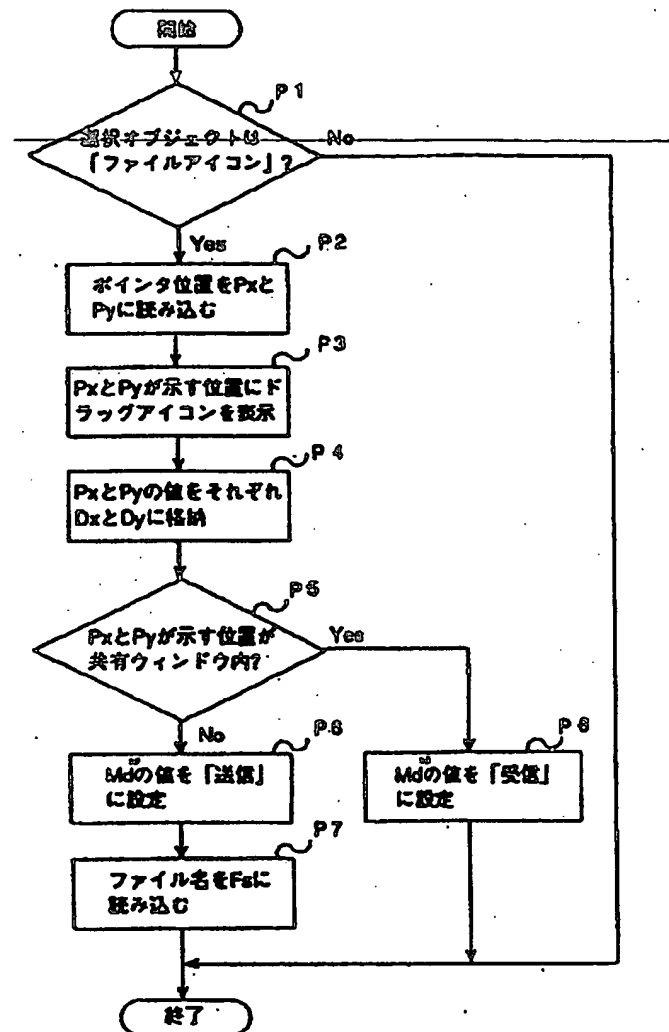 開始
P1
選択オブジェクトは
「ファイルアイコン」?
No
Yes
P2
ポインタ位置をPxと
Pyに読み込む
P3
PxとPyが示す位置にド
ラッグアイコンを表示
P4
PxとPyの値をそれぞれ
DxとDyに格納
P5
PxとPyが示す位置が
共有ウィンドウ内?
Yes
No
P6
Mdの値を「送信」
に設定
P8
Mdの値を「受信」
に設定
P7
ファイル名をFsに
読み込む
終了